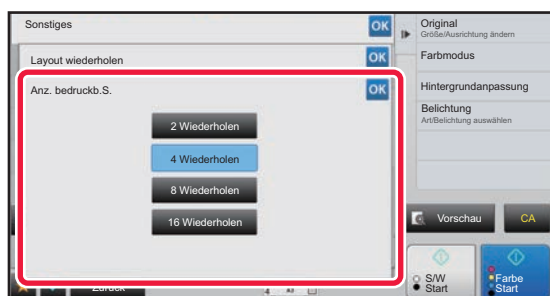 Sonstiges
OK
Layout wiederholen
OK
Anz. bedruckb.S.
OK
2 Wiederholen
4 Wiederholen
8 Wiederholen
16 Wiederholen
Zurück
4
Original
Größe/Ausrichtung ändern
Farbmodus
Hintergrundanpassung
Belichtung
Art/Belichtung auswählen
Vorschau
CA
S/W
Start
Farbe
Start